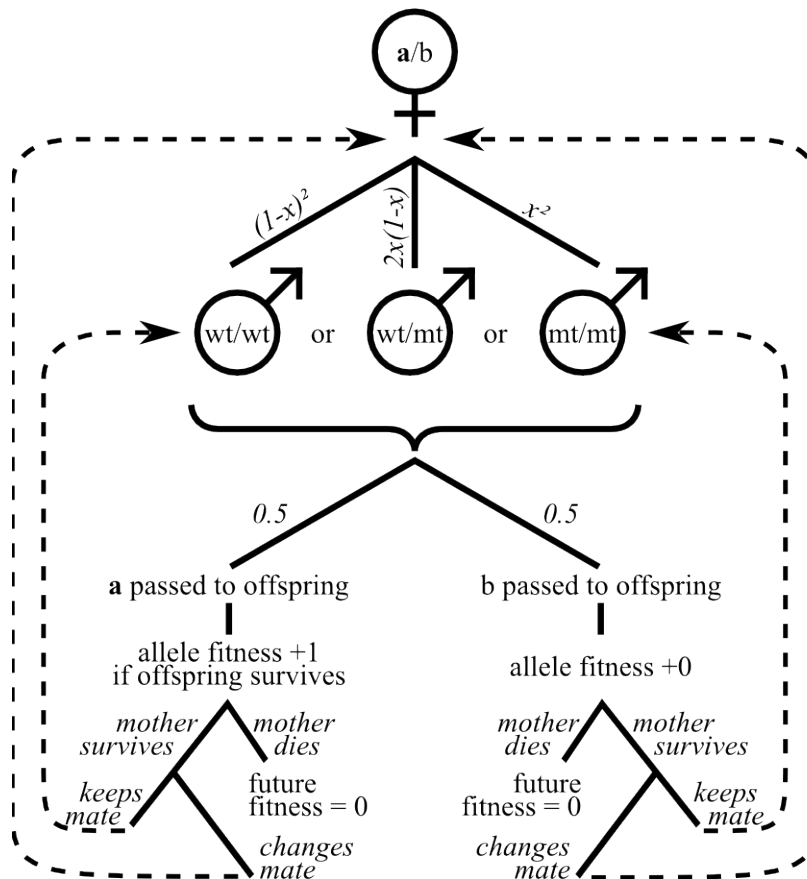 a/b
(1-x)²
2x(1-x)
x²
wt/wt or wt/mt or mt/mt
0.5 0.5
a passed to offspring b passed to offspring
allele fitness +1
if offspring survives
allele fitness +0
mother
survives
mother
dies
mother
dies
mother
survives
keeps
mate
future
fitness = 0
future
fitness = 0
keeps
mate
changes
mate
changes
mate